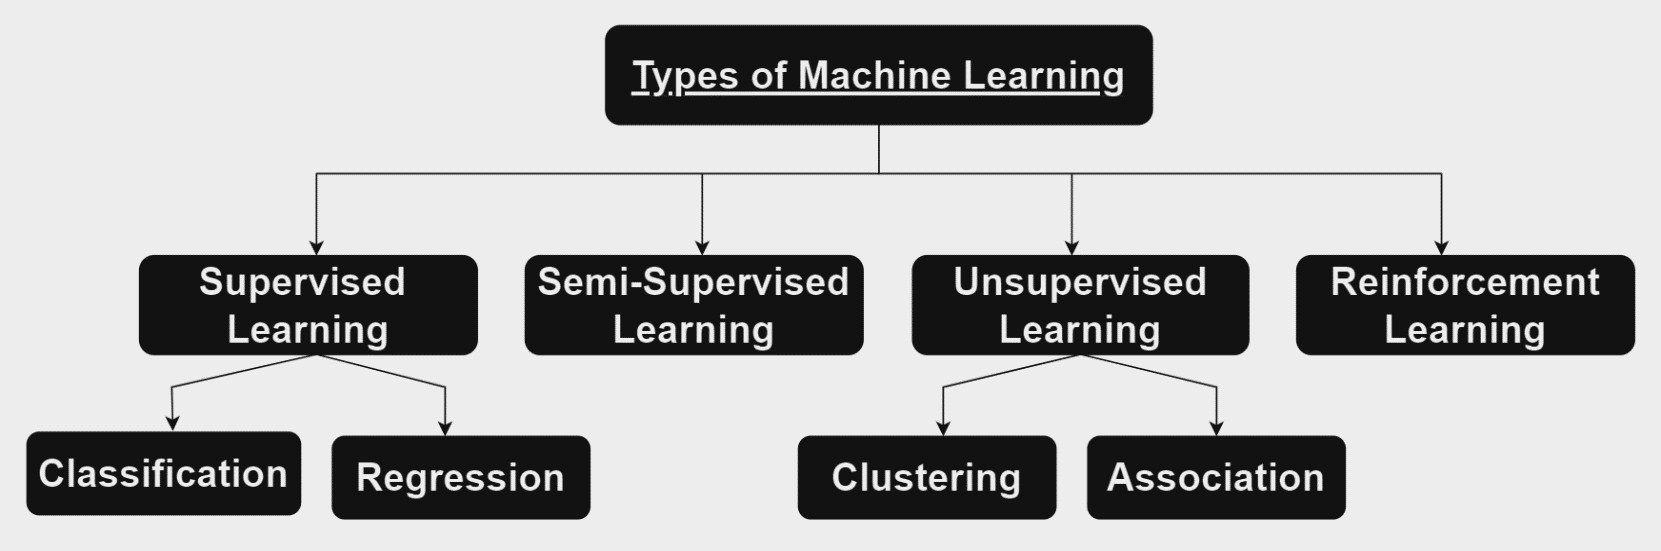 Types of Machine Learning
Supervised
Learning
Semi-Supervised
Learning
Unsupervised
Learning
Reinforcement
Learning
Classification
Regression
Clustering
Association